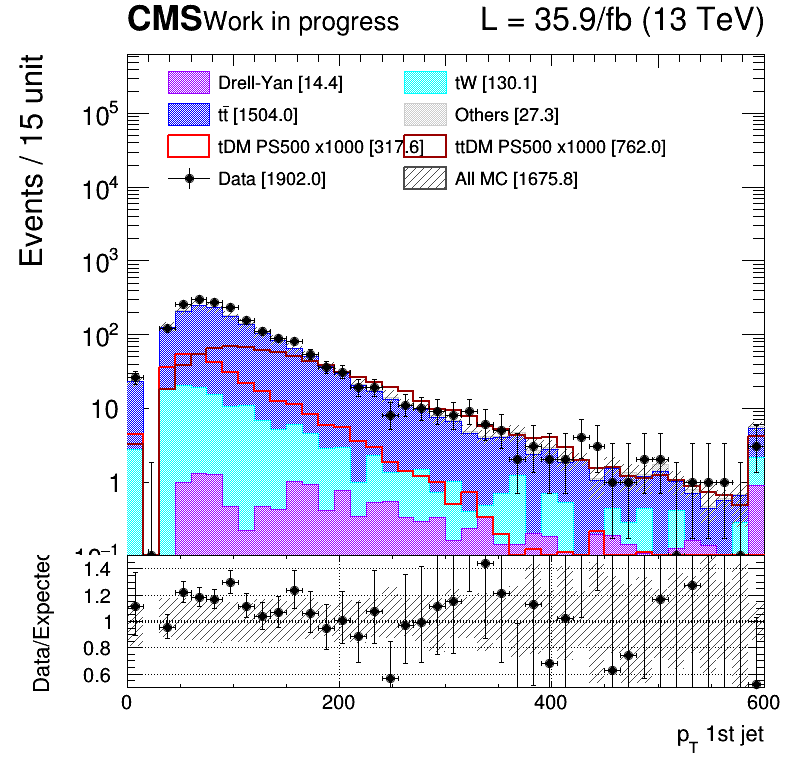 CMS Work in progress L = 35.9/fb (13 TeV)
Events / 15 unit
Drell-Yan [14.4] tW [130.1]
tt̄ [1504.0] Others [27.3]
tDM PS500 x1000 [317.6] ttDM PS500 x1000 [762.0]
Data [1902.0] All MC [1675.8]
10⁵
10⁴
10³
10²
10
1
10⁻¹
Data/Expected
1.4
1.2
1
0.8
0.6
0 200 400 600
p_T 1st jet